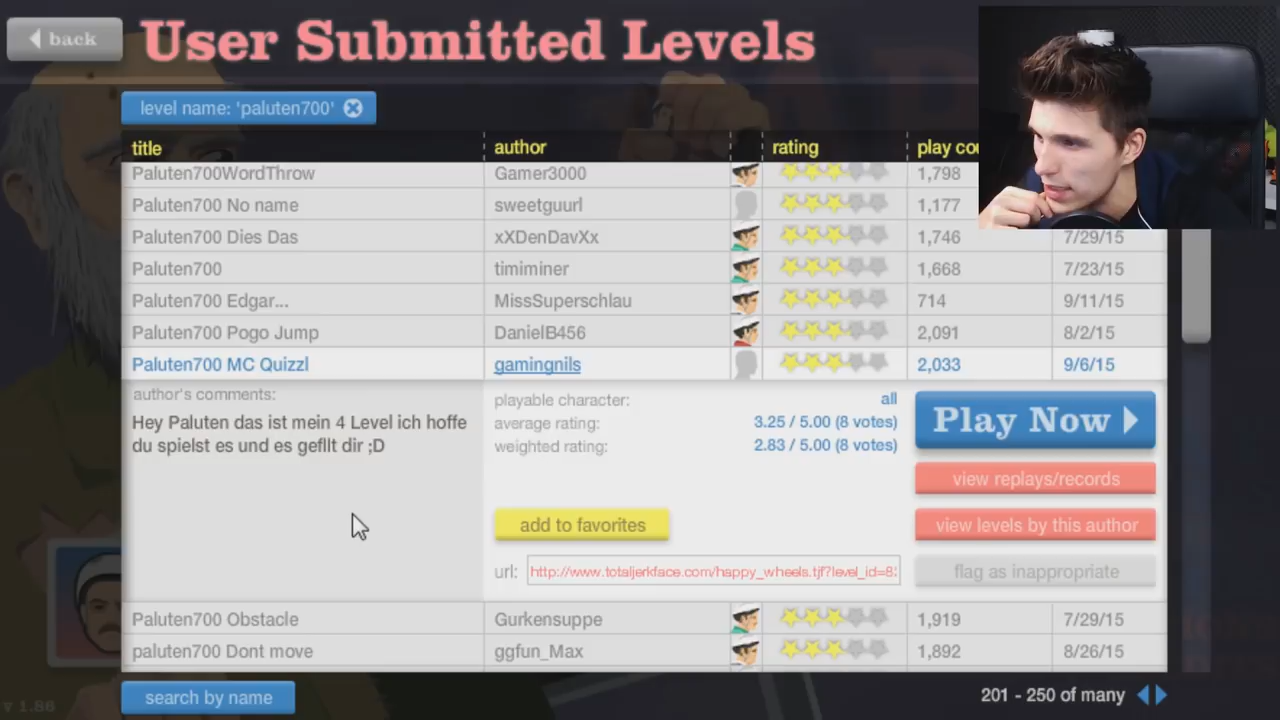 back
User Submitted Levels
level name: 'paluten700'
title author rating play cou
Paluten700WordThrow Gamer3000 1,798
Paluten700 No name sweetguurl 1,177
Paluten700 Dies Das xXDenDavXx 1,746 7/29/15
Paluten700 timiminer 1,668 7/23/15
Paluten700 Edgar... MissSuperschlau 714 9/11/15
Paluten700 Pogo Jump DanielB456 2,091 8/2/15
Paluten700 MC Quizzl gamingnils 2,033 9/6/15
author's comments:
Hey Paluten das ist mein 4 Level ich hoffe
du spielst es und es gefllt dir ;D
playable character: all
average rating: 3.25 / 5.00 (8 votes)
weighted rating: 2.83 / 5.00 (8 votes)
add to favorites
url: http://www.totaljerkface.com/happy_wheels.tjf?level_id=8
Play Now
view replays/records
view levels by this author
flag as inappropriate
Paluten700 Obstacle Gurkensuppe 1,919 7/29/15
paluten700 Dont move ggfun_Max 1,892 8/26/15
search by name
201 - 250 of many
v 1.86